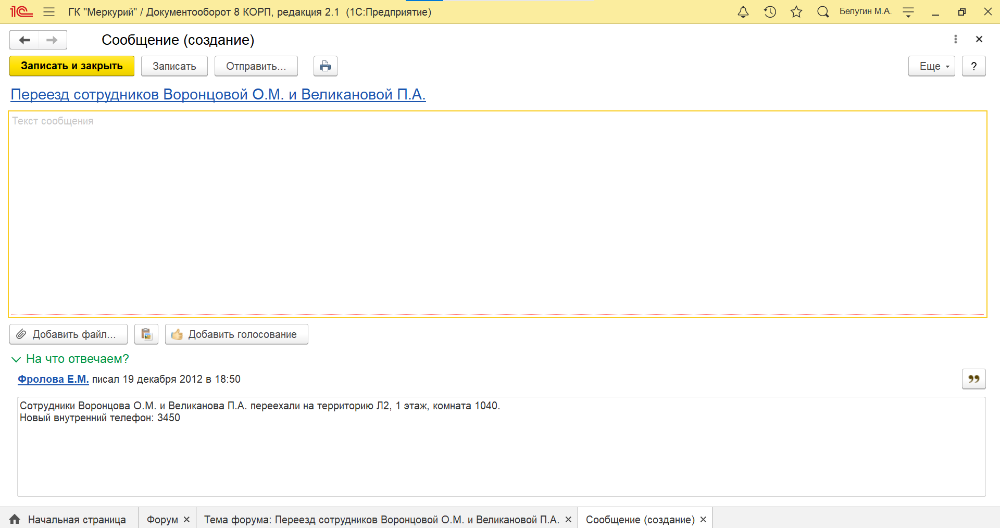 1С ГК "Меркурий" / Документооборот 8 КОРП, редакция 2.1 (1С:Предприятие) Белугин М.А.
Сообщение (создание)
Записать и закрыть Записать Отправить... Еще ?
Переезд сотрудников Воронцовой О.М. и Великановой П.А.
Текст сообщения
Добавить файл... Добавить голосование
На что отвечаем?
Фролова Е.М. писал 19 декабря 2012 в 18:50
Сотрудники Воронцова О.М. и Великанова П.А. переехали на территорию Л2, 1 этаж, комната 1040.
Новый внутренний телефон: 3450
Начальная страница Форум Тема форума: Переезд сотрудников Воронцовой О.М. и Великановой П.А. Сообщение (создание)